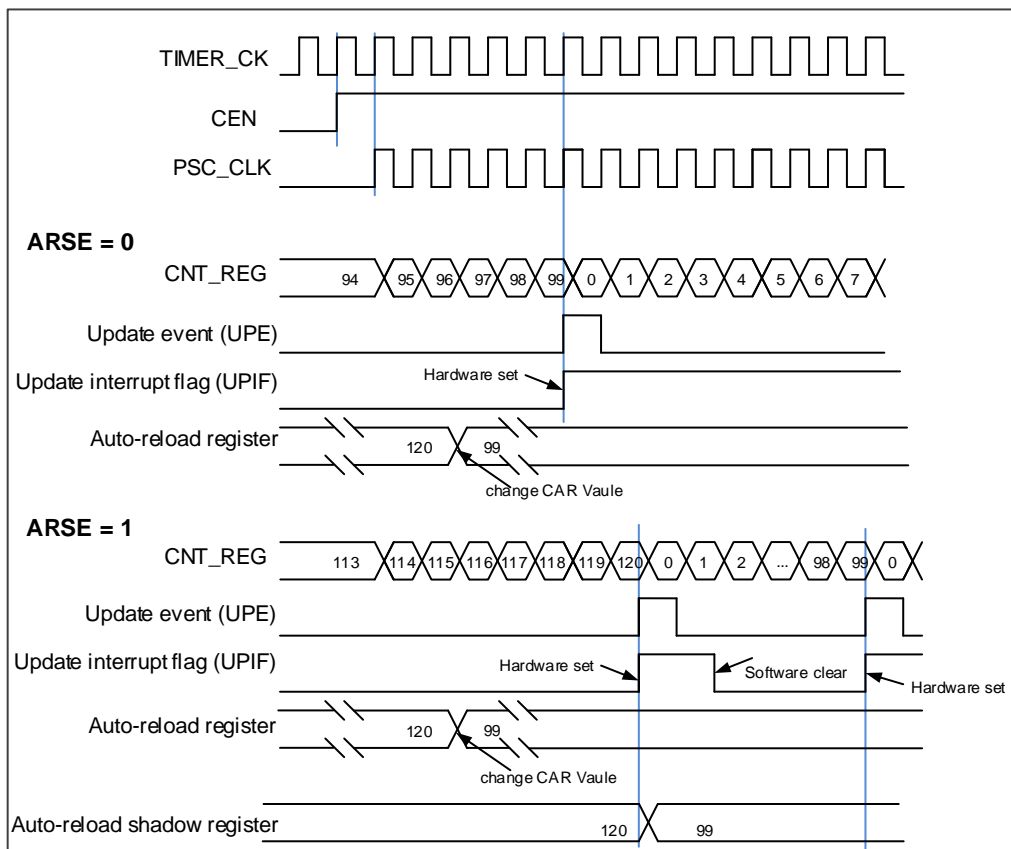 TIMER_CK
CEN
PSC_CLK
ARSE = 0
CNT_REG 94 95 96 97 98 99 0 1 2 3 4 5 6 7
Update event (UPE)
Update interrupt flag (UPIF) Hardware set
Auto-reload register 120 99
change CAR Vaule
ARSE = 1
CNT_REG 113 114 115 116 117 118 119 120 0 1 2 ... 98 99 0
Update event (UPE)
Update interrupt flag (UPIF) Hardware set Software clear Hardware set
Auto-reload register 120 99
change CAR Vaule
Auto-reload shadow register 120 99